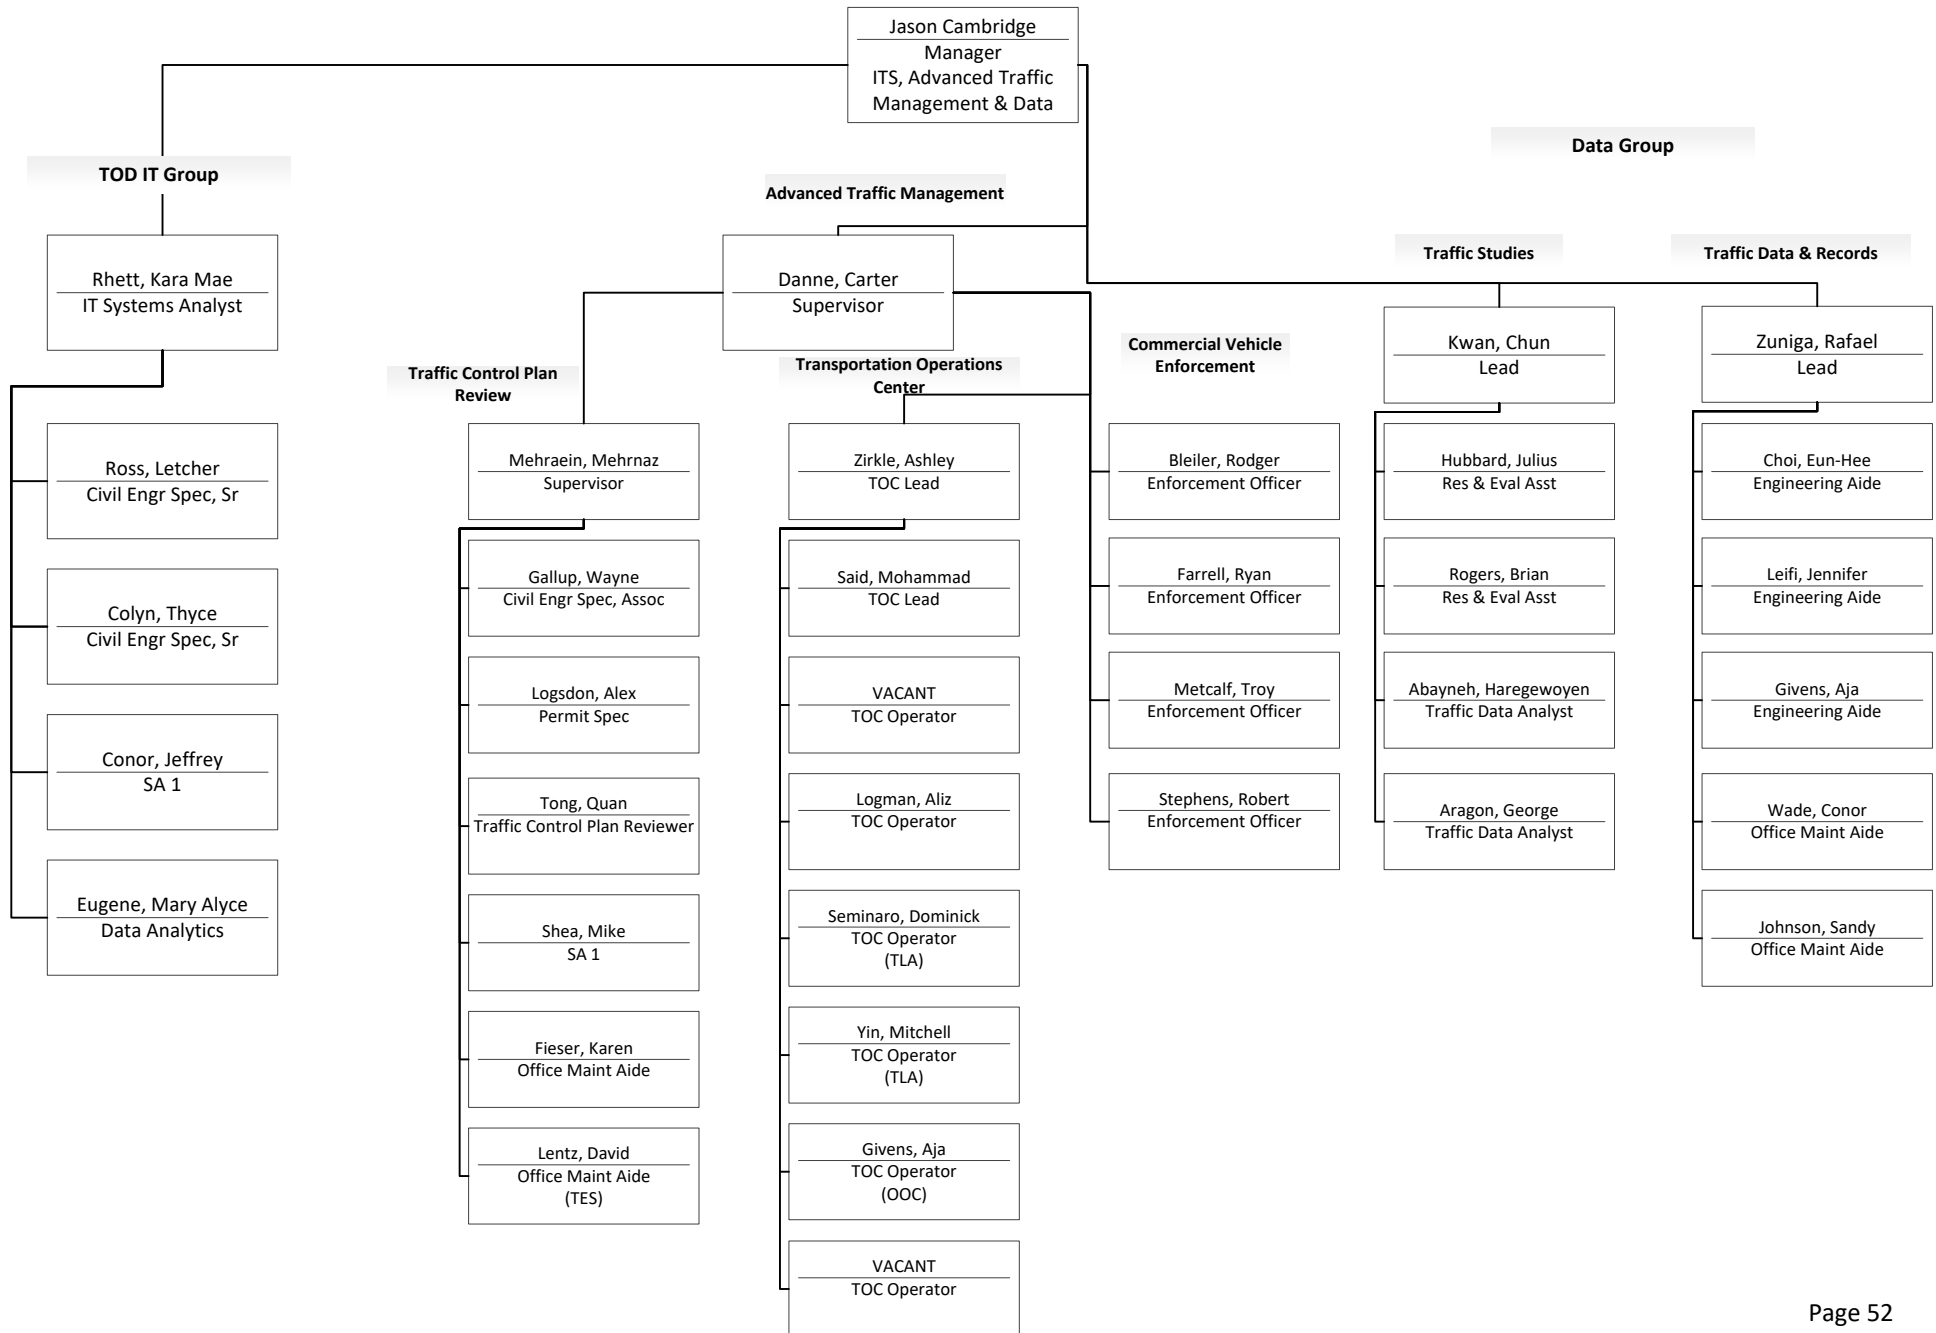 Jason Cambridge
Manager
ITS, Advanced Traffic
Management & Data
TOD IT Group
Rhett, Kara Mae
IT Systems Analyst
Ross, Letcher
Civil Engr Spec, Sr
Colyn, Thyce
Civil Engr Spec, Sr
Conor, Jeffrey
SA 1
Eugene, Mary Alyce
Data Analytics
Advanced Traffic Management
Danne, Carter
Supervisor
Traffic Control Plan
Review
Mehraein, Mehrnaz
Supervisor
Gallup, Wayne
Civil Engr Spec, Assoc
Logsdon, Alex
Permit Spec
Tong, Quan
Traffic Control Plan Reviewer
Shea, Mike
SA 1
Fieser, Karen
Office Maint Aide
Lentz, David
Office Maint Aide
(TES)
Transportation Operations
Center
Zirkle, Ashley
TOC Lead
Said, Mohammad
TOC Lead
VACANT
TOC Operator
Logman, Aliz
TOC Operator
Seminaro, Dominick
TOC Operator
(TLA)
Yin, Mitchell
TOC Operator
(TLA)
Givens, Aja
TOC Operator
(OOC)
VACANT
TOC Operator
Commercial Vehicle
Enforcement
Bleiler, Rodger
Enforcement Officer
Farrell, Ryan
Enforcement Officer
Metcalf, Troy
Enforcement Officer
Stephens, Robert
Enforcement Officer
Data Group
Traffic Studies
Kwan, Chun
Lead
Hubbard, Julius
Res & Eval Asst
Rogers, Brian
Res & Eval Asst
Abayneh, Haregewoyen
Traffic Data Analyst
Aragon, George
Traffic Data Analyst
Traffic Data & Records
Zuniga, Rafael
Lead
Choi, Eun-Hee
Engineering Aide
Leifi, Jennifer
Engineering Aide
Givens, Aja
Engineering Aide
Wade, Conor
Office Maint Aide
Johnson, Sandy
Office Maint Aide
Page 52